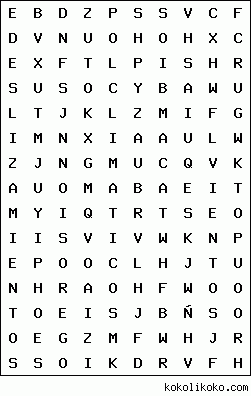 E B D Z P S S V C F
D V N U O H O H X C
E X F T L P I S H R
S U S O C Y B A W U
L T J K L Z M I F G
I M N X I A A U L W
Z J N G M U C Q V K
A U O M A B A E I T
M Y I Q T R T S E O
I I S V I V W K N P
E P O O C L H J T U
N H R A O H F W O O
T O E I S J B Ñ S O
O E G Z M F W H J R
S S O I K D R V F H
kokolikoko.com